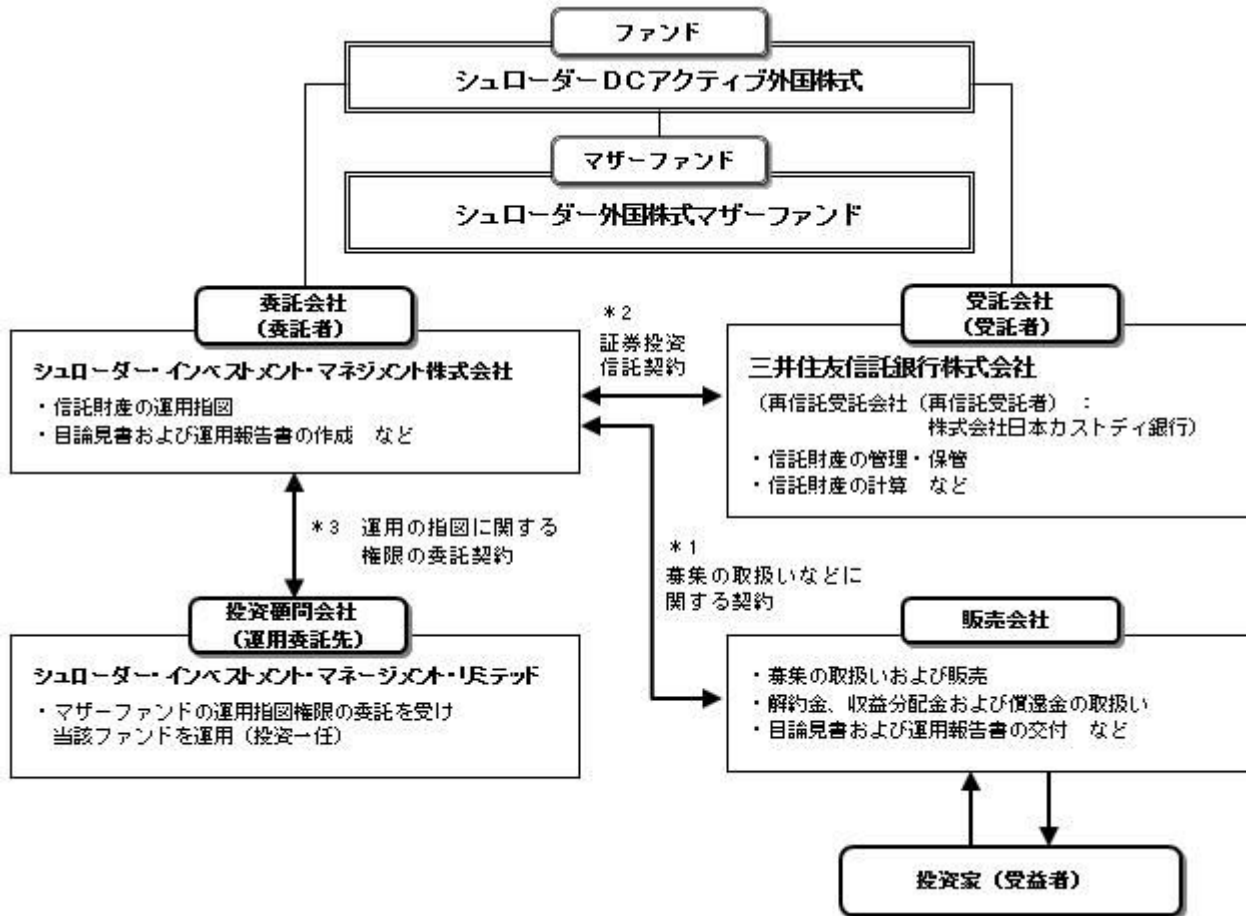 ファンド
シュローダーDCアクティブ外国株式
マザーファンド
シュローダー外国株式マザーファンド
委託会社
(委託者)
シュローダー・インベストメント・マネジメント株式会社
・信託財産の運用指図
・目論見書および運用報告書の作成 など
*2
証券投資
信託契約
受託会社
(受託者)
三井住友信託銀行株式会社
(再信託受託会社(再信託受託者):
株式会社日本カストディ銀行)
・信託財産の管理・保管
・信託財産の計算 など
*3 運用の指図に関する
権限の委託契約
*1
募集の取扱いなどに
関する契約
投資顧問会社
(運用委託先)
シュローダー・インベストメント・マネージメント・リミテッド
・マザーファンドの運用指図権限の委託を受け
当該ファンドを運用(投資一任)
販売会社
・募集の取扱いおよび販売
・解約金、収益分配金および償還金の取扱い
・目論見書および運用報告書の交付 など
投資家(受益者)